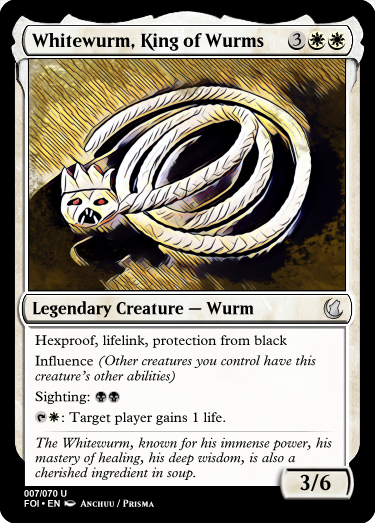 Whitewurm, King of Wurms 3
Legendary Creature — Wurm
Hexproof, lifelink, protection from black
Influence (Other creatures you control have this
creature's other abilities)
Sighting:
: Target player gains 1 life.
The Whitewurm, known for his immense power, his
mastery of healing, his deep wisdom, is also a
cherished ingredient in soup.
3/6
007/070 U
FOI • EN Anchuu / Prisma